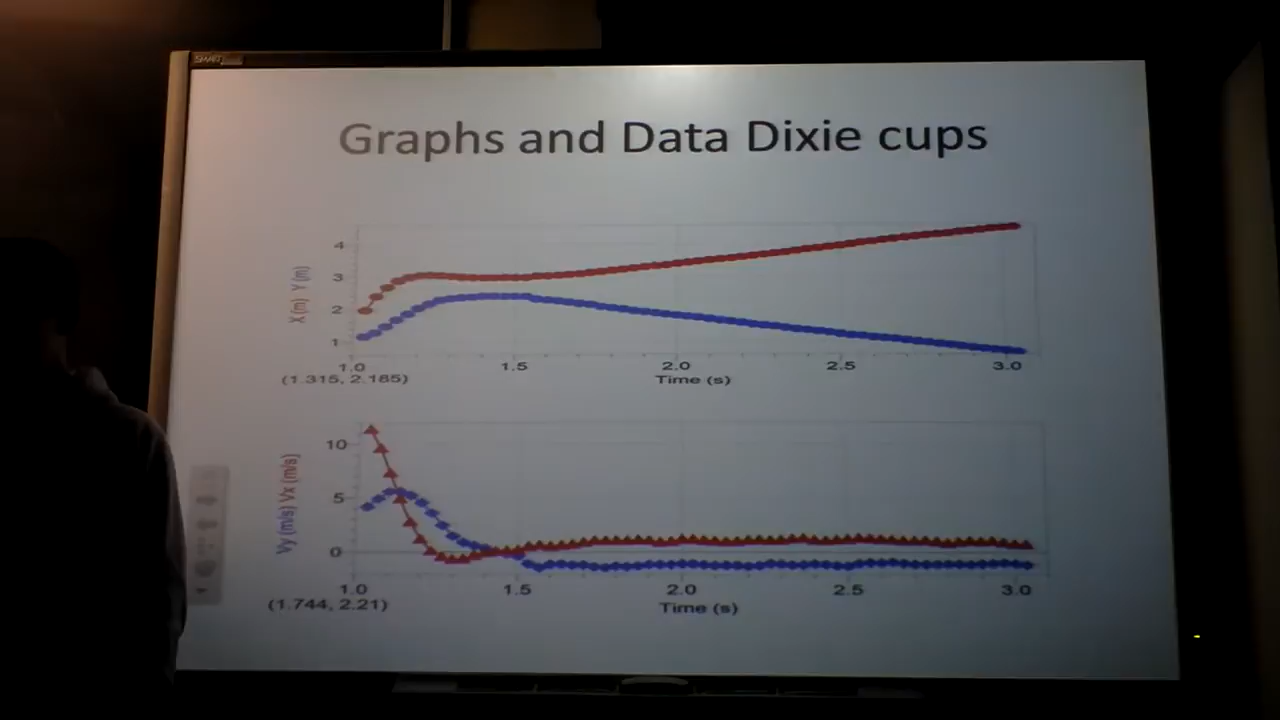 SMART
Graphs and Data Dixie cups
X (m) Y (m)
4
3
2
1
1.0 1.5 2.0 2.5 3.0
(1.315, 2.185)
Time (s)
Vy (m/s) Vx (m/s)
10
5
0
1.0 1.5 2.0 2.5 3.0
(1.744, 2.21)
Time (s)